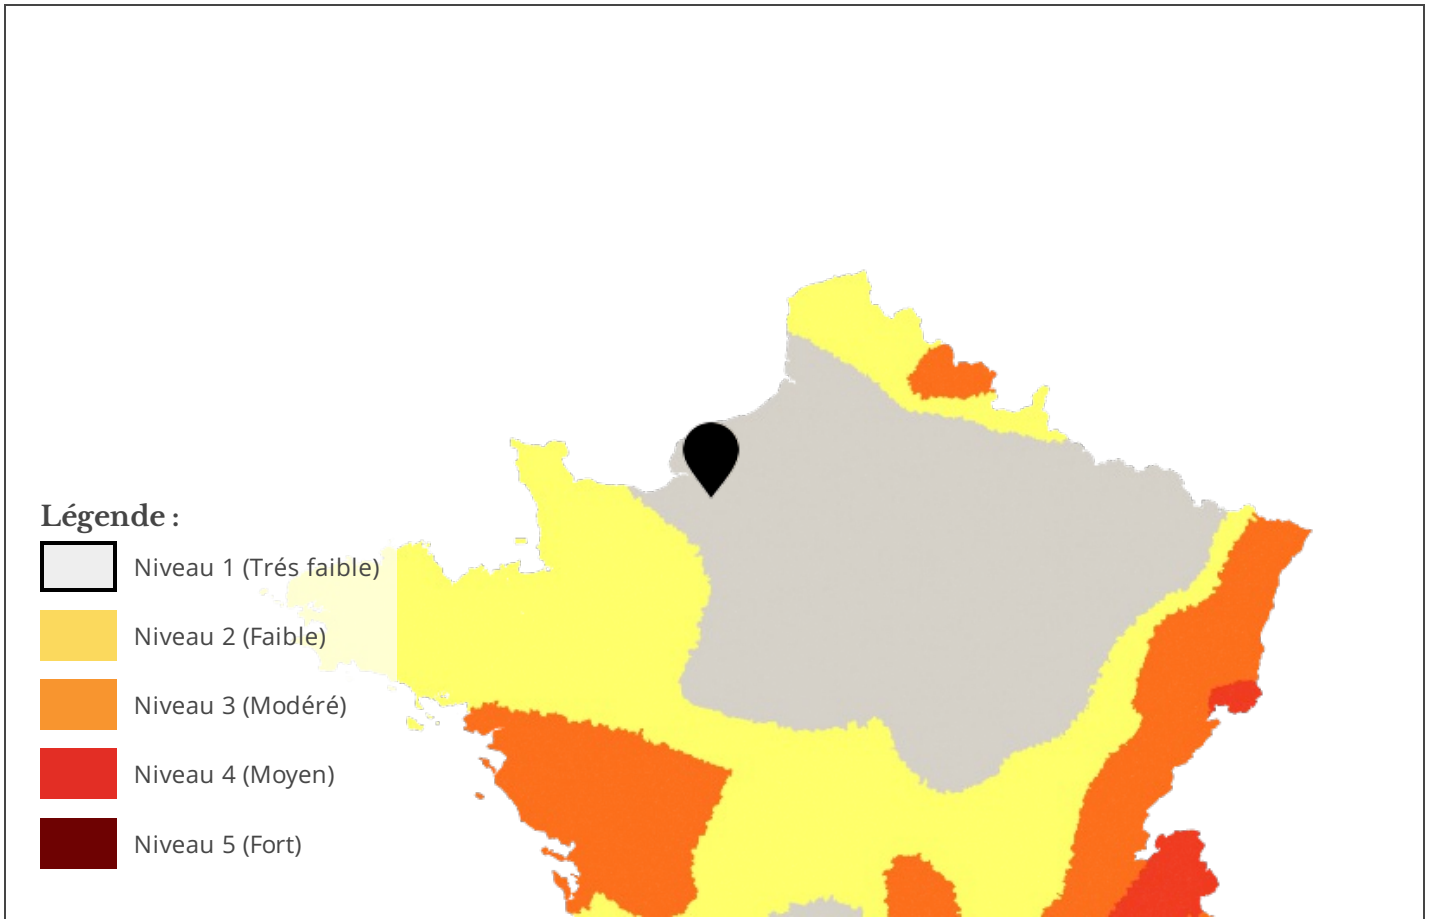 Légende :
Niveau 1 (Trés faible)
Niveau 2 (Faible)
Niveau 3 (Modéré)
Niveau 4 (Moyen)
Niveau 5 (Fort)